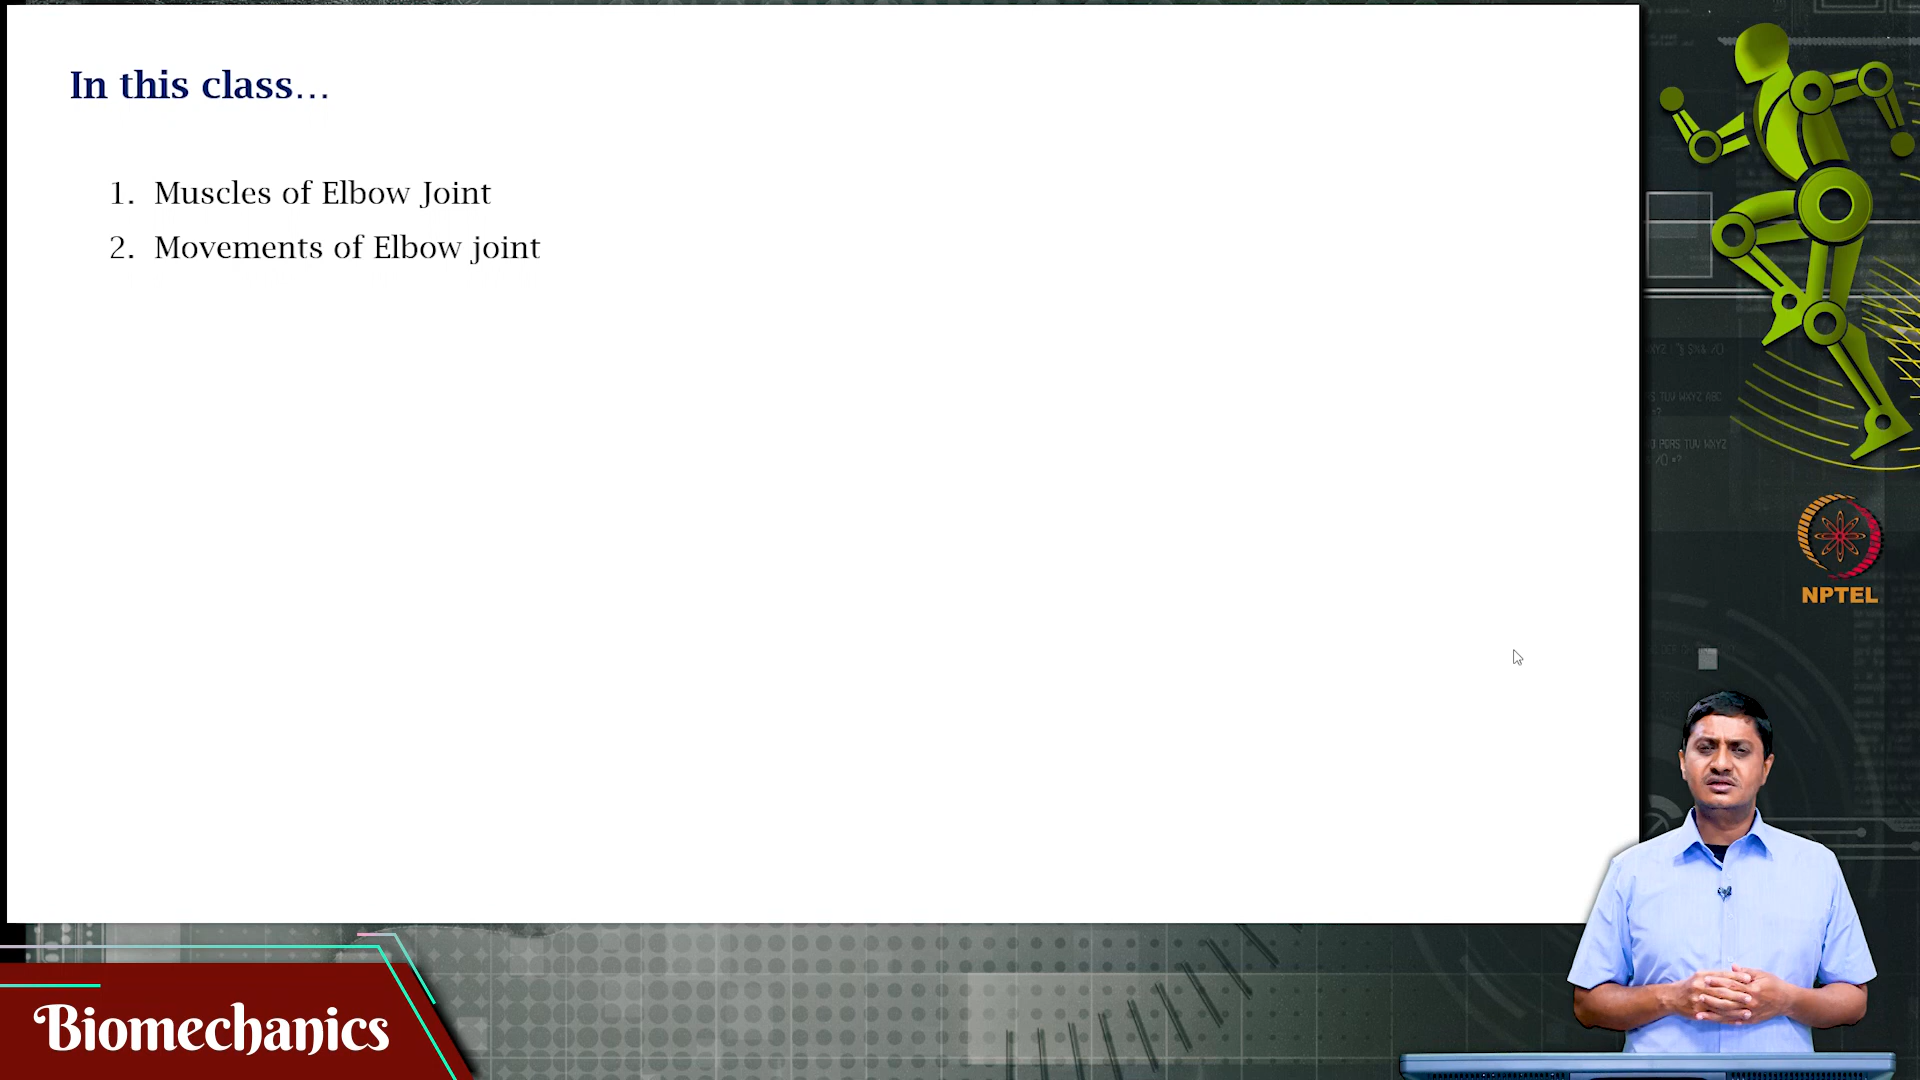 In this class...
1. Muscles of Elbow Joint
2. Movements of Elbow joint
NPTEL
Biomechanics